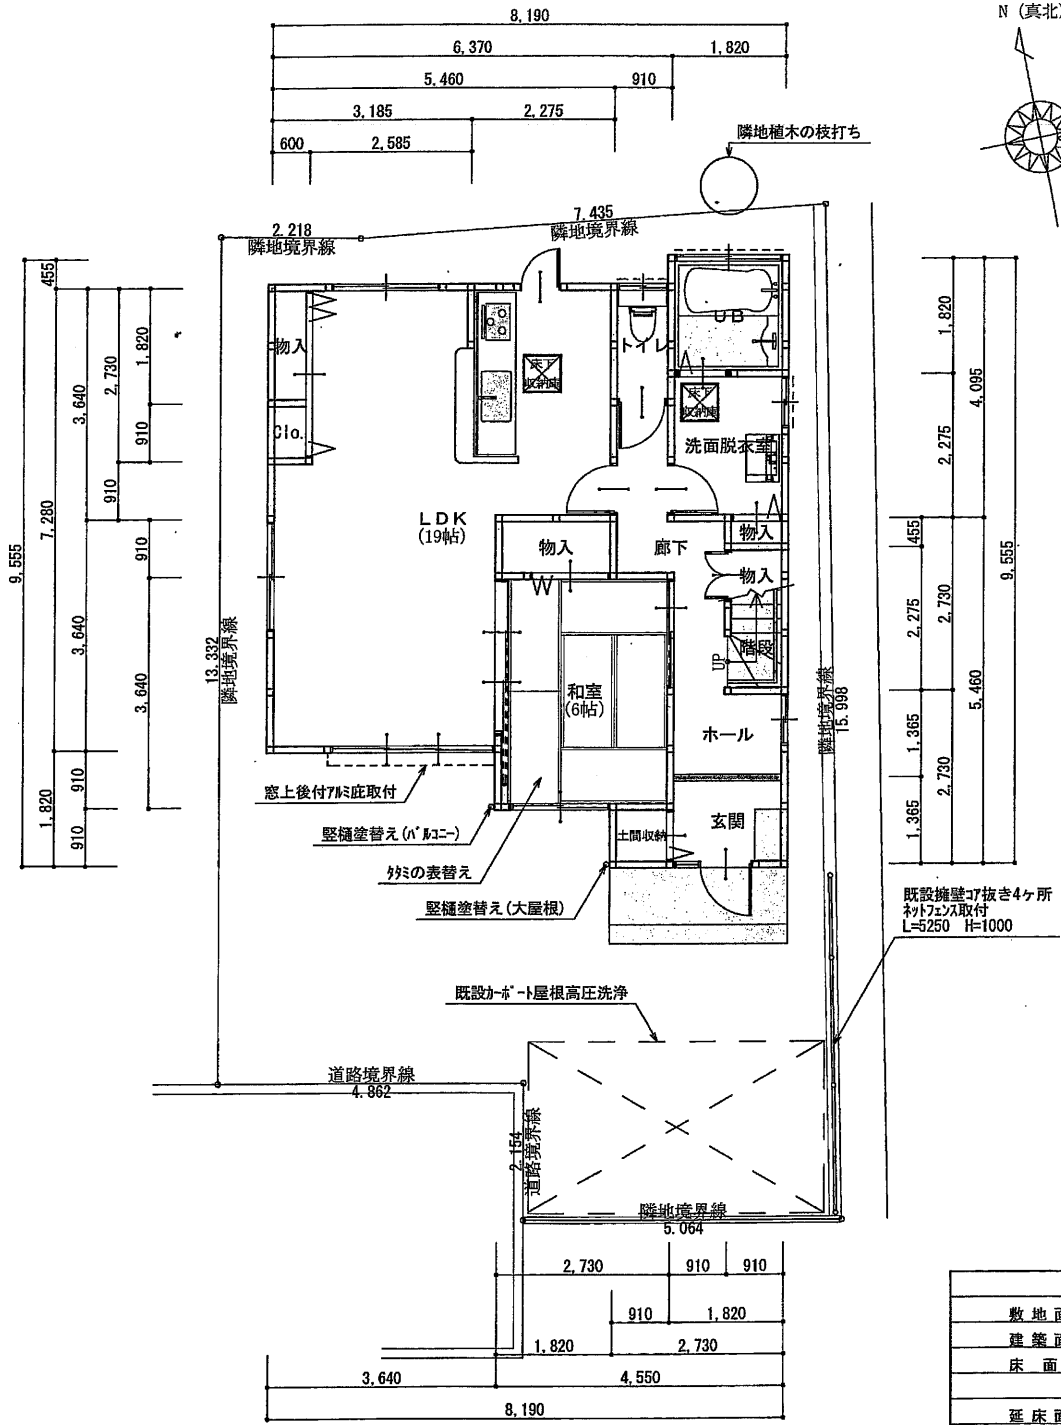 8,190
N (真北)
6,370
1,820
5,460
910
3,185
2,275
600
2,585
隣地植木の枝打ち
2.218
隣地境界線
7.435
隣地境界線
455
1,820
2,730
3,640
7,280
9,555
910
910
910
3,640
3,640
910
1,820
910
1,820
4,095
2,275
9,555
455
2,275
2,730
5,460
1,365
2,730
1,365
物入
UB
トイレ
床下
収納庫
床下
収納庫
Clo.
洗面脱衣室
LDK
(19帖)
物入
廊下
物入
物入
階段
UP
13.332
隣地境界線
隣地境界線
15.998
和室
(6帖)
ホール
窓上後付アルミ庇取付
竪樋塗替え(バルコニー)
土間収納
玄関
タタミの表替え
竪樋塗替え(大屋根)
既設擁壁コア抜き4ヶ所
ネットフェンス取付
L=5250 H=1000
既設カーポート屋根高圧洗浄
道路境界線
4.862
2.154
道路境界線
隣地境界線
5.064
2,730
910
910
910
1,820
1,820
2,730
3,640
4,550
8,190
敷地面
建築面
床面
延床面